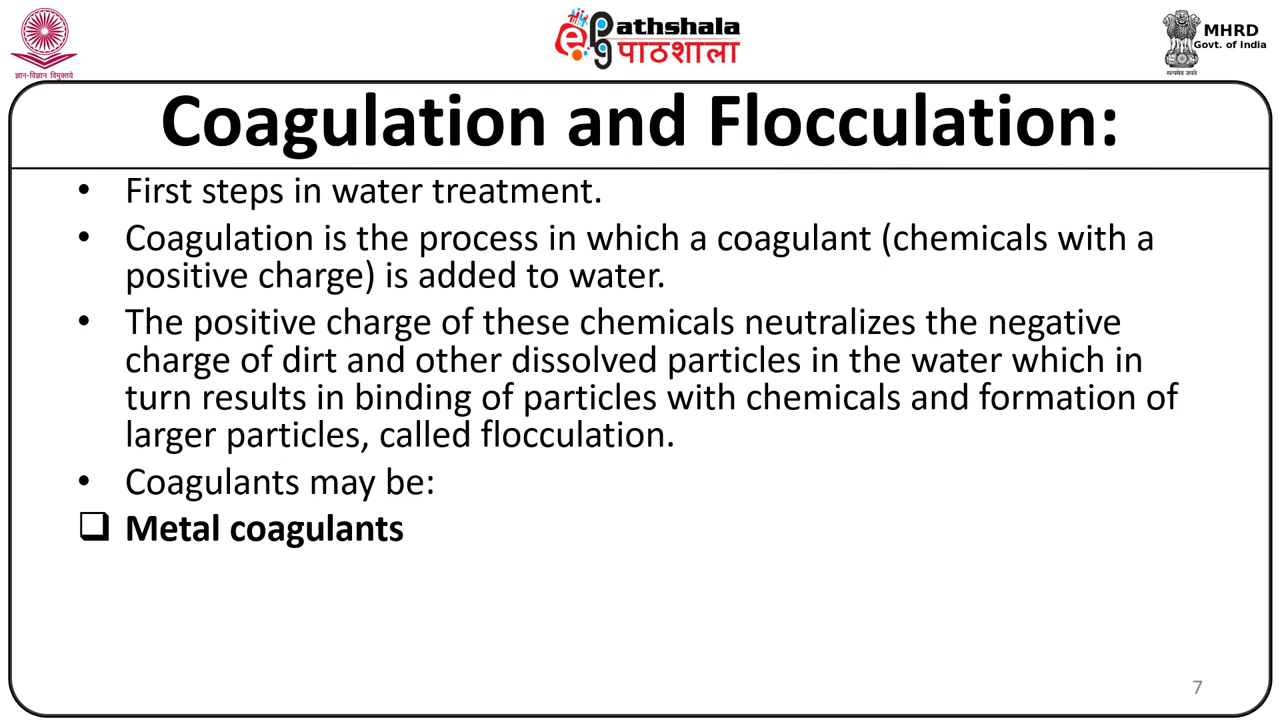 ज्ञान-विज्ञान विमुक्तये
ePathshala
पाठशाला
सत्यमेव जयते
MHRD
Govt. of India
Coagulation and Flocculation:
• First steps in water treatment.
• Coagulation is the process in which a coagulant (chemicals with a
positive charge) is added to water.
• The positive charge of these chemicals neutralizes the negative
charge of dirt and other dissolved particles in the water which in
turn results in binding of particles with chemicals and formation of
larger particles, called flocculation.
• Coagulants may be:
❑ Metal coagulants
7